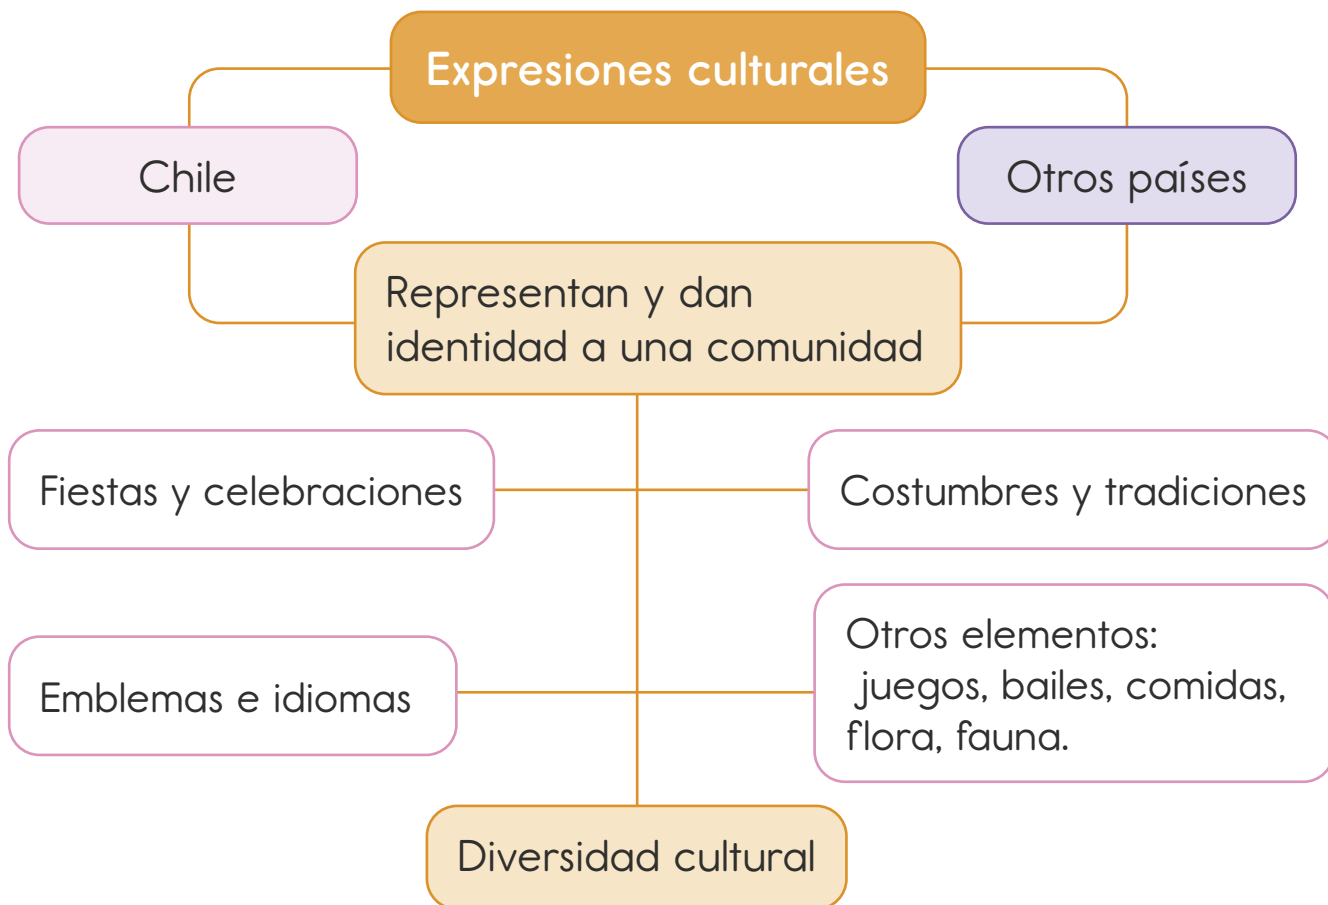 Expresiones culturales
Chile
Otros países
Representan y dan
identidad a una comunidad
Fiestas y celebraciones
Costumbres y tradiciones
Emblemas e idiomas
Otros elementos:
juegos, bailes, comidas,
flora, fauna.
Diversidad cultural